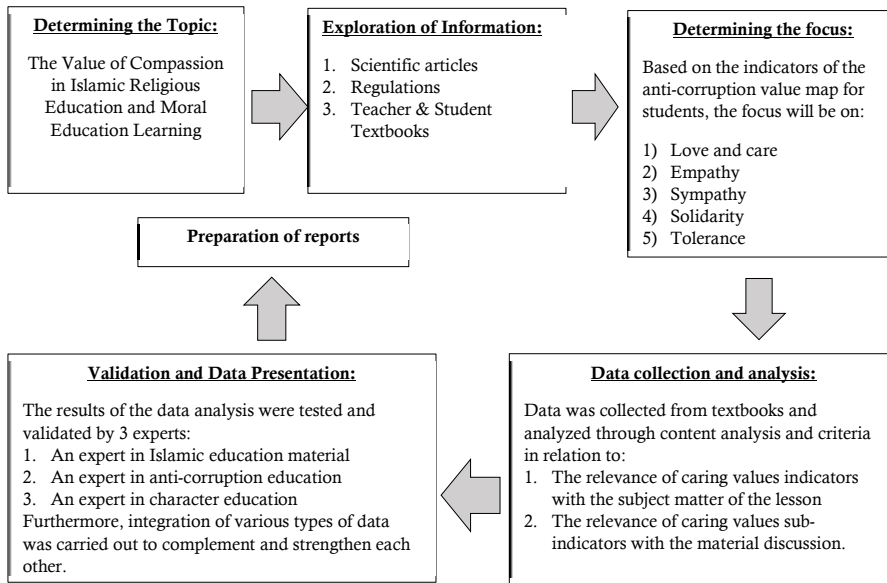 Determining the Topic:
The Value of Compassion
in Islamic Religious
Education and Moral
Education Learning
Exploration of Information:
1. Scientific articles
2. Regulations
3. Teacher & Student
Textbooks
Determining the focus:
Based on the indicators of the
anti-corruption value map for
students, the focus will be on:
1) Love and care
2) Empathy
3) Sympathy
4) Solidarity
5) Tolerance
Data collection and analysis:
Data was collected from textbooks and
analyzed through content analysis and criteria
in relation to:
1. The relevance of caring values indicators
with the subject matter of the lesson
2. The relevance of caring values sub-
indicators with the material discussion.
Validation and Data Presentation:
The results of the data analysis were tested and
validated by 3 experts:
1. An expert in Islamic education material
2. An expert in anti-corruption education
3. An expert in character education
Furthermore, integration of various types of data
was carried out to complement and strengthen each
other.
Preparation of reports